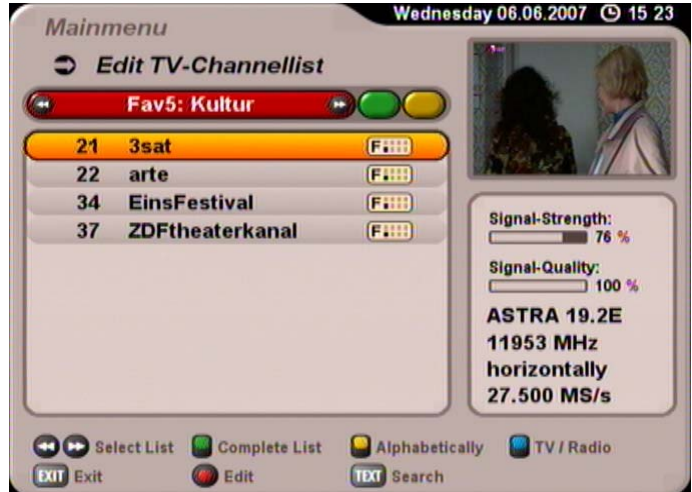 Mainmenu
Wednesday 06.06.2007 15 23
Edit TV-Channellist
Fav5: Kultur
21 3sat F
22 arte F
34 EinsFestival F
37 ZDFtheaterkanal F
Signal-Strength:
76 %
Signal-Quality:
100 %
ASTRA 19.2E
11953 MHz
horizontally
27.500 MS/s
Select List Complete List Alphabetically TV / Radio
EXIT Exit Edit TEXT Search